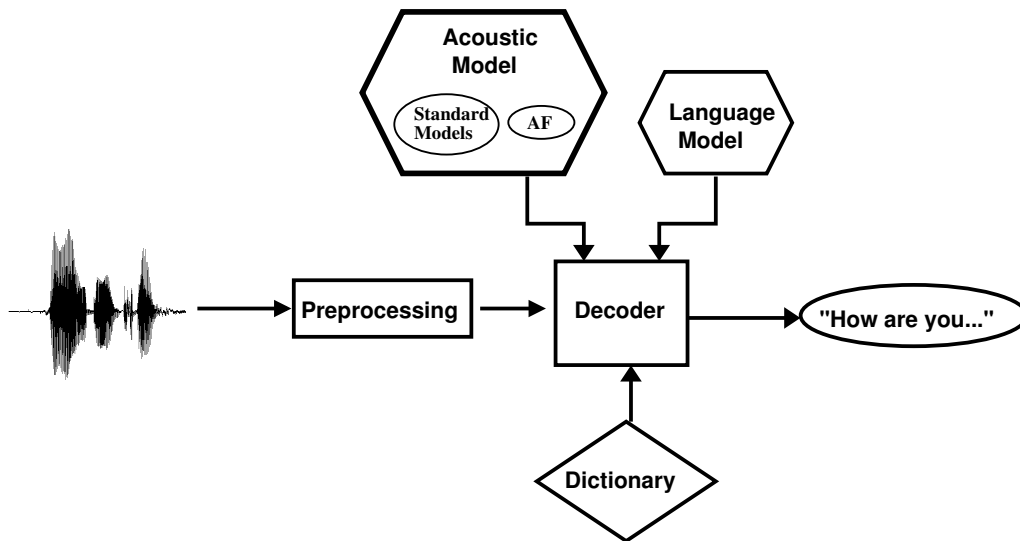 Acoustic
Model
Standard
Models
AF
Language
Model
Preprocessing
Decoder
"How are you..."
Dictionary